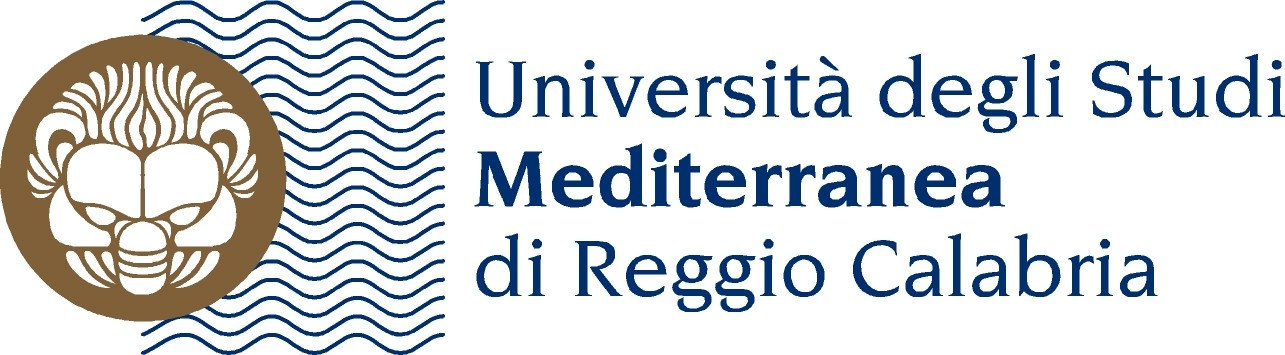 Università degli Studi
Mediterranea
di Reggio Calabria